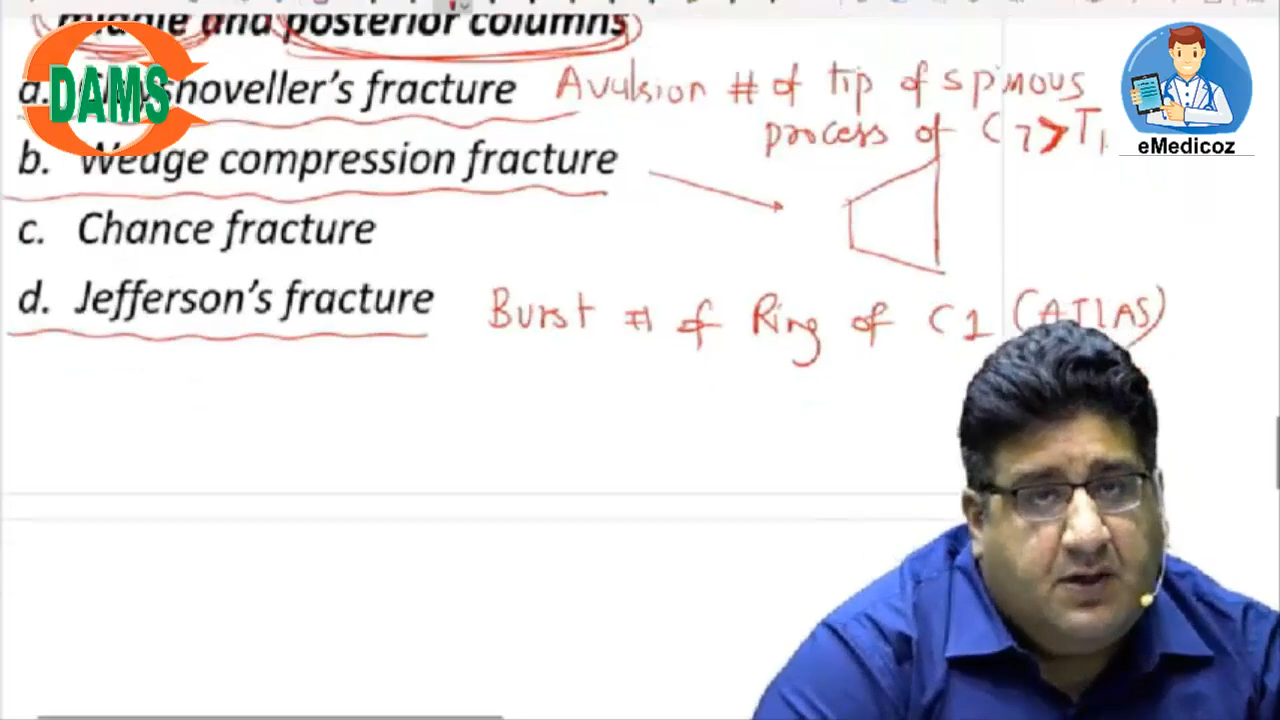 middle and posterior columns
DAMS
a. shoveller's fracture
Avulsion # of tip of spinous
process of C7 > T1
eMedicoz
b. Wedge compression fracture
c. Chance fracture
d. Jefferson's fracture
Burst # of Ring of C1 (ATLAS)